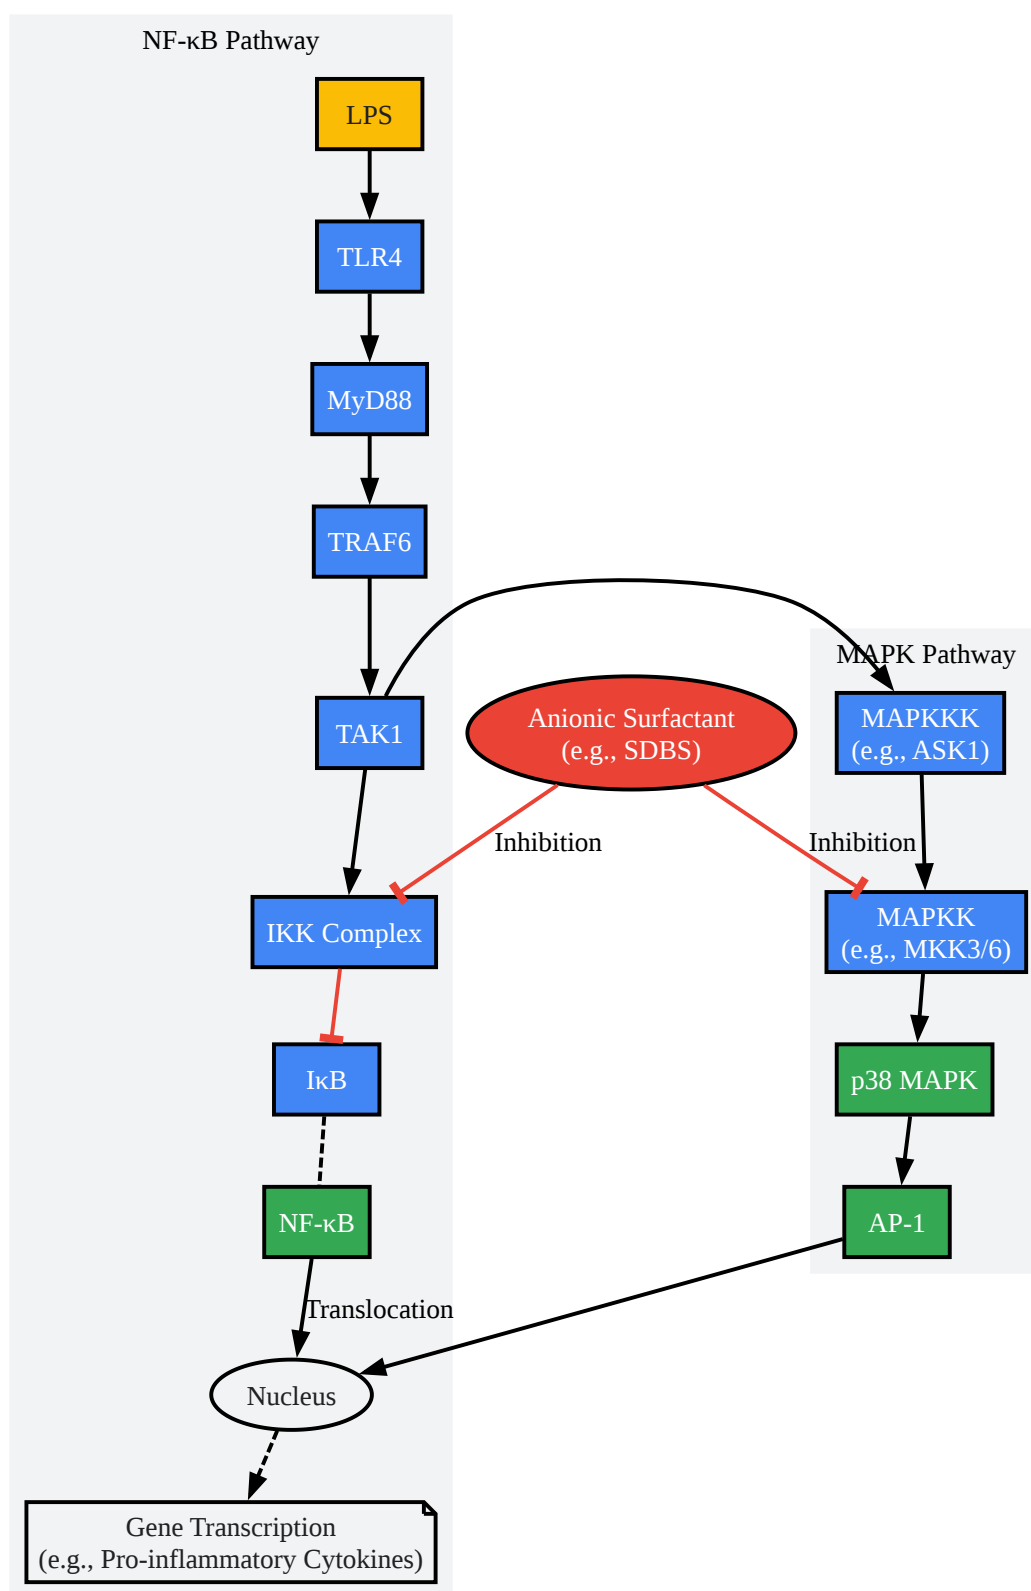 NF-κB Pathway
LPS
TLR4
MyD88
TRAF6
MAPK Pathway
TAK1
Anionic Surfactant
(e.g., SDBS)
MAPKKK
(e.g., ASK1)
Inhibition
Inhibition
IKK Complex
MAPKK
(e.g., MKK3/6)
IκB
p38 MAPK
NF-κB
AP-1
Translocation
Nucleus
Gene Transcription
(e.g., Pro-inflammatory Cytokines)